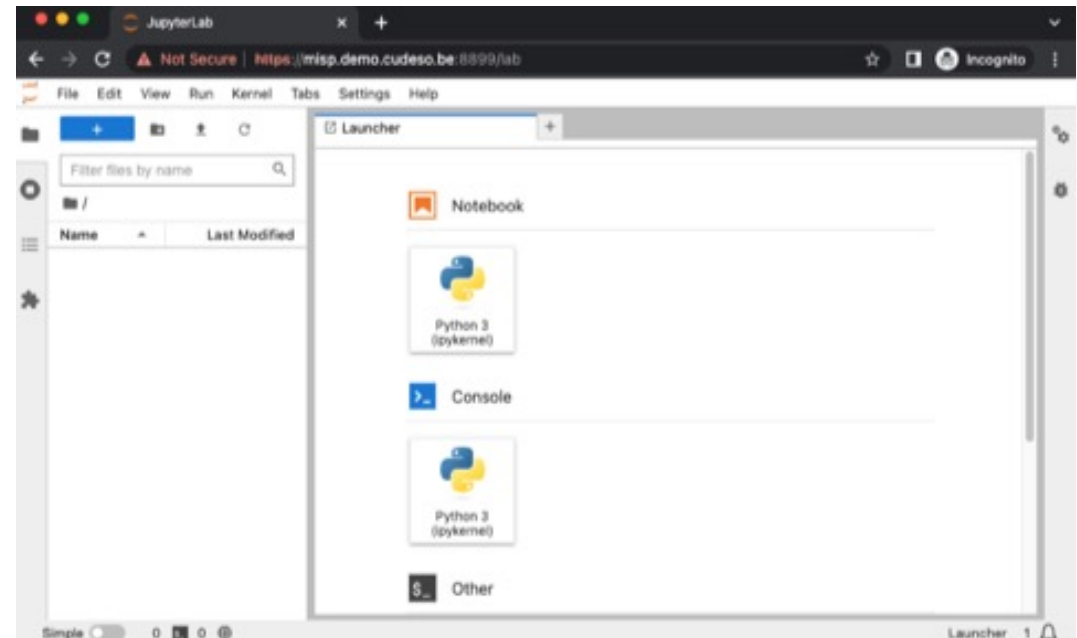 JupyterLab
Not Secure | https://misp.demo.cudeso.be:8899/lab
Incognito
File Edit View Run Kernel Tabs Settings Help
Launcher
Filter files by name
/
Name Last Modified
Notebook
Python 3
(ipykernel)
>_ Console
Python 3
(ipykernel)
$_ Other
Simple 0 0
Launcher 1